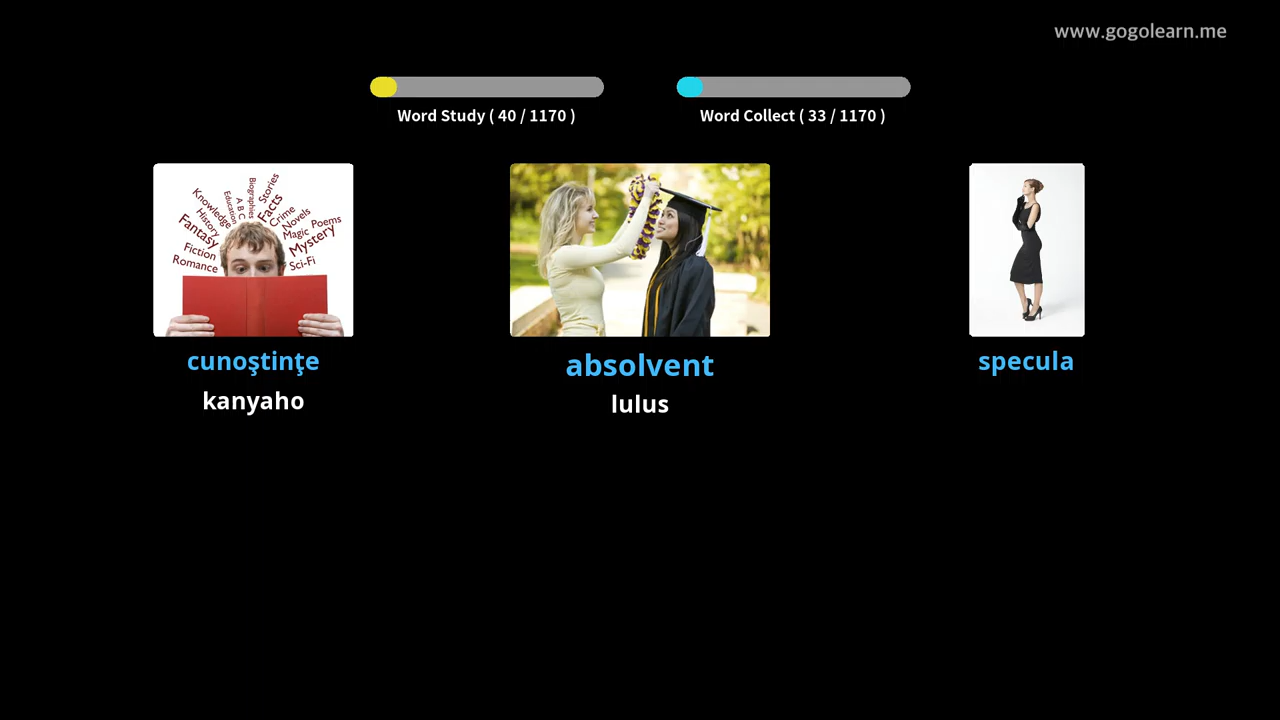 www.gogolearn.me
Word Study ( 40 / 1170 )
Word Collect ( 33 / 1170 )
Stories
Biographies
Facts
A B C
Education
Knowledge
Crime
Novels
History
Poems
Magic
Fantasy
Mystery
Fiction
Sci-Fi
Romance
cunoştinţe
absolvent
specula
kanyaho
lulus